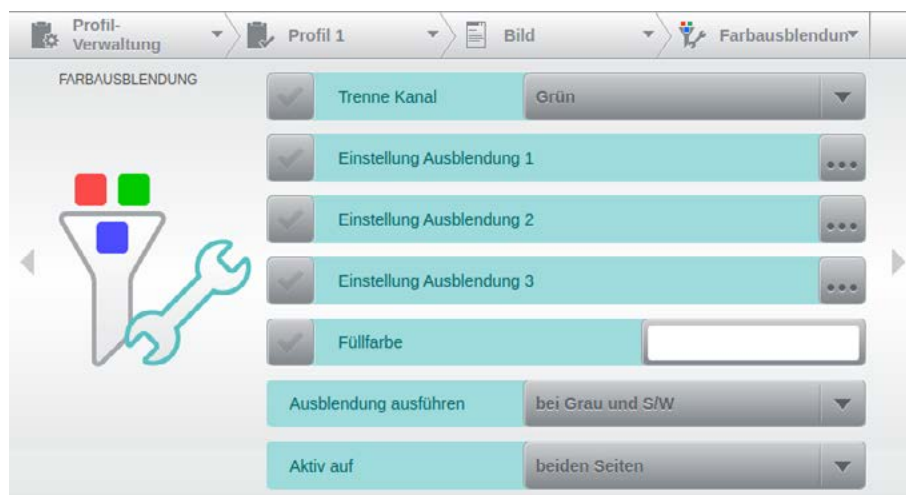 Profil-
Verwaltung
Profil 1
Bild
Farbausblendun
FARBAUSBLENDUNG
Trenne Kanal
Grün
Einstellung Ausblendung 1
Einstellung Ausblendung 2
Einstellung Ausblendung 3
Füllfarbe
Ausblendung ausführen
bei Grau und S/W
Aktiv auf
beiden Seiten